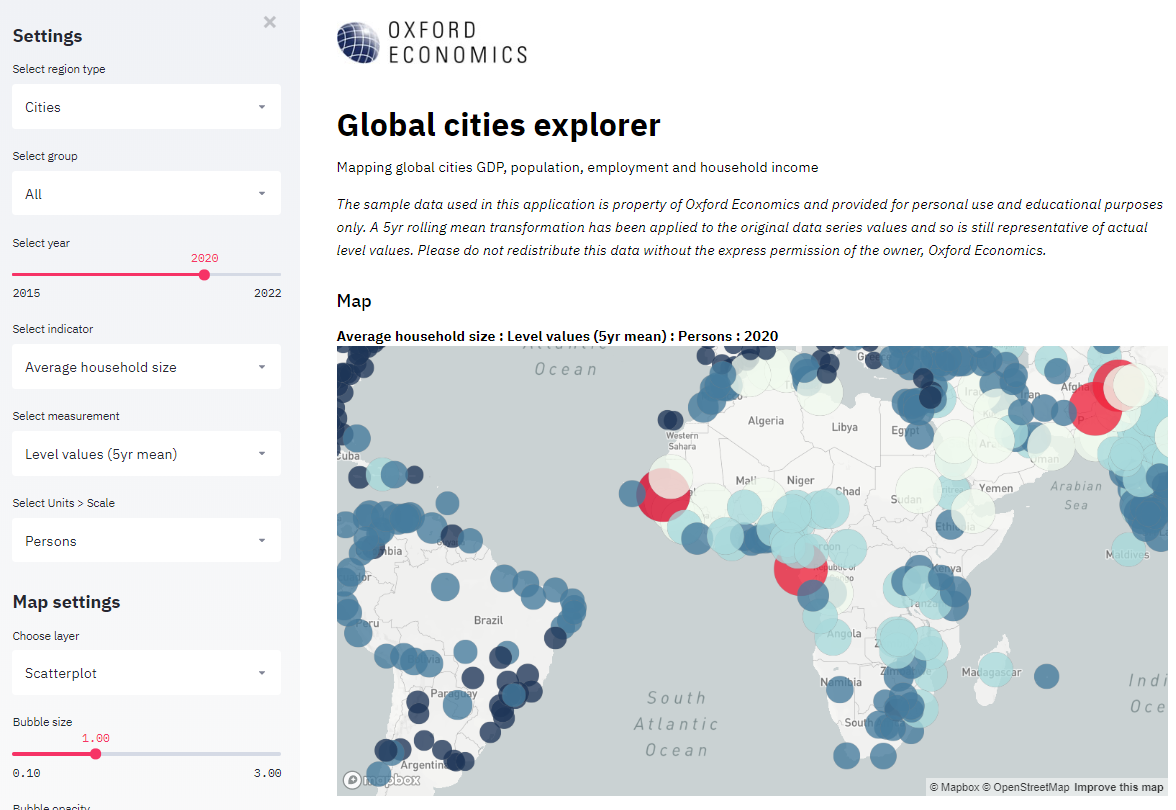 ×
Settings
Select region type
Cities
Select group
All
Select year
2020
2015 2022
Select indicator
Average household size
Select measurement
Level values (5yr mean)
Select Units > Scale
Persons
Map settings
Choose layer
Scatterplot
Bubble size
1.00
0.10 3.00
Bubble opacity
OXFORD
ECONOMICS
Global cities explorer
Mapping global cities GDP, population, employment and household income
The sample data used in this application is property of Oxford Economics and provided for personal use and educational purposes
only. A 5yr rolling mean transformation has been applied to the original data series values and so is still representative of actual
level values. Please do not redistribute this data without the express permission of the owner, Oxford Economics.
Map
Average household size : Level values (5yr mean) : Persons : 2020
Atlantic
Ocean
Algeria
Libya
Egypt
Western
Sahara
Niger
Chad
Sudan
Yemen
Arabian
Sea
Maldives
Kenya
Brazil
Angola
Madagascar
Namibia
Paraguay
South
Atlantic
Ocean
South
Argentina
mapbox
© Mapbox © OpenStreetMap Improve this map